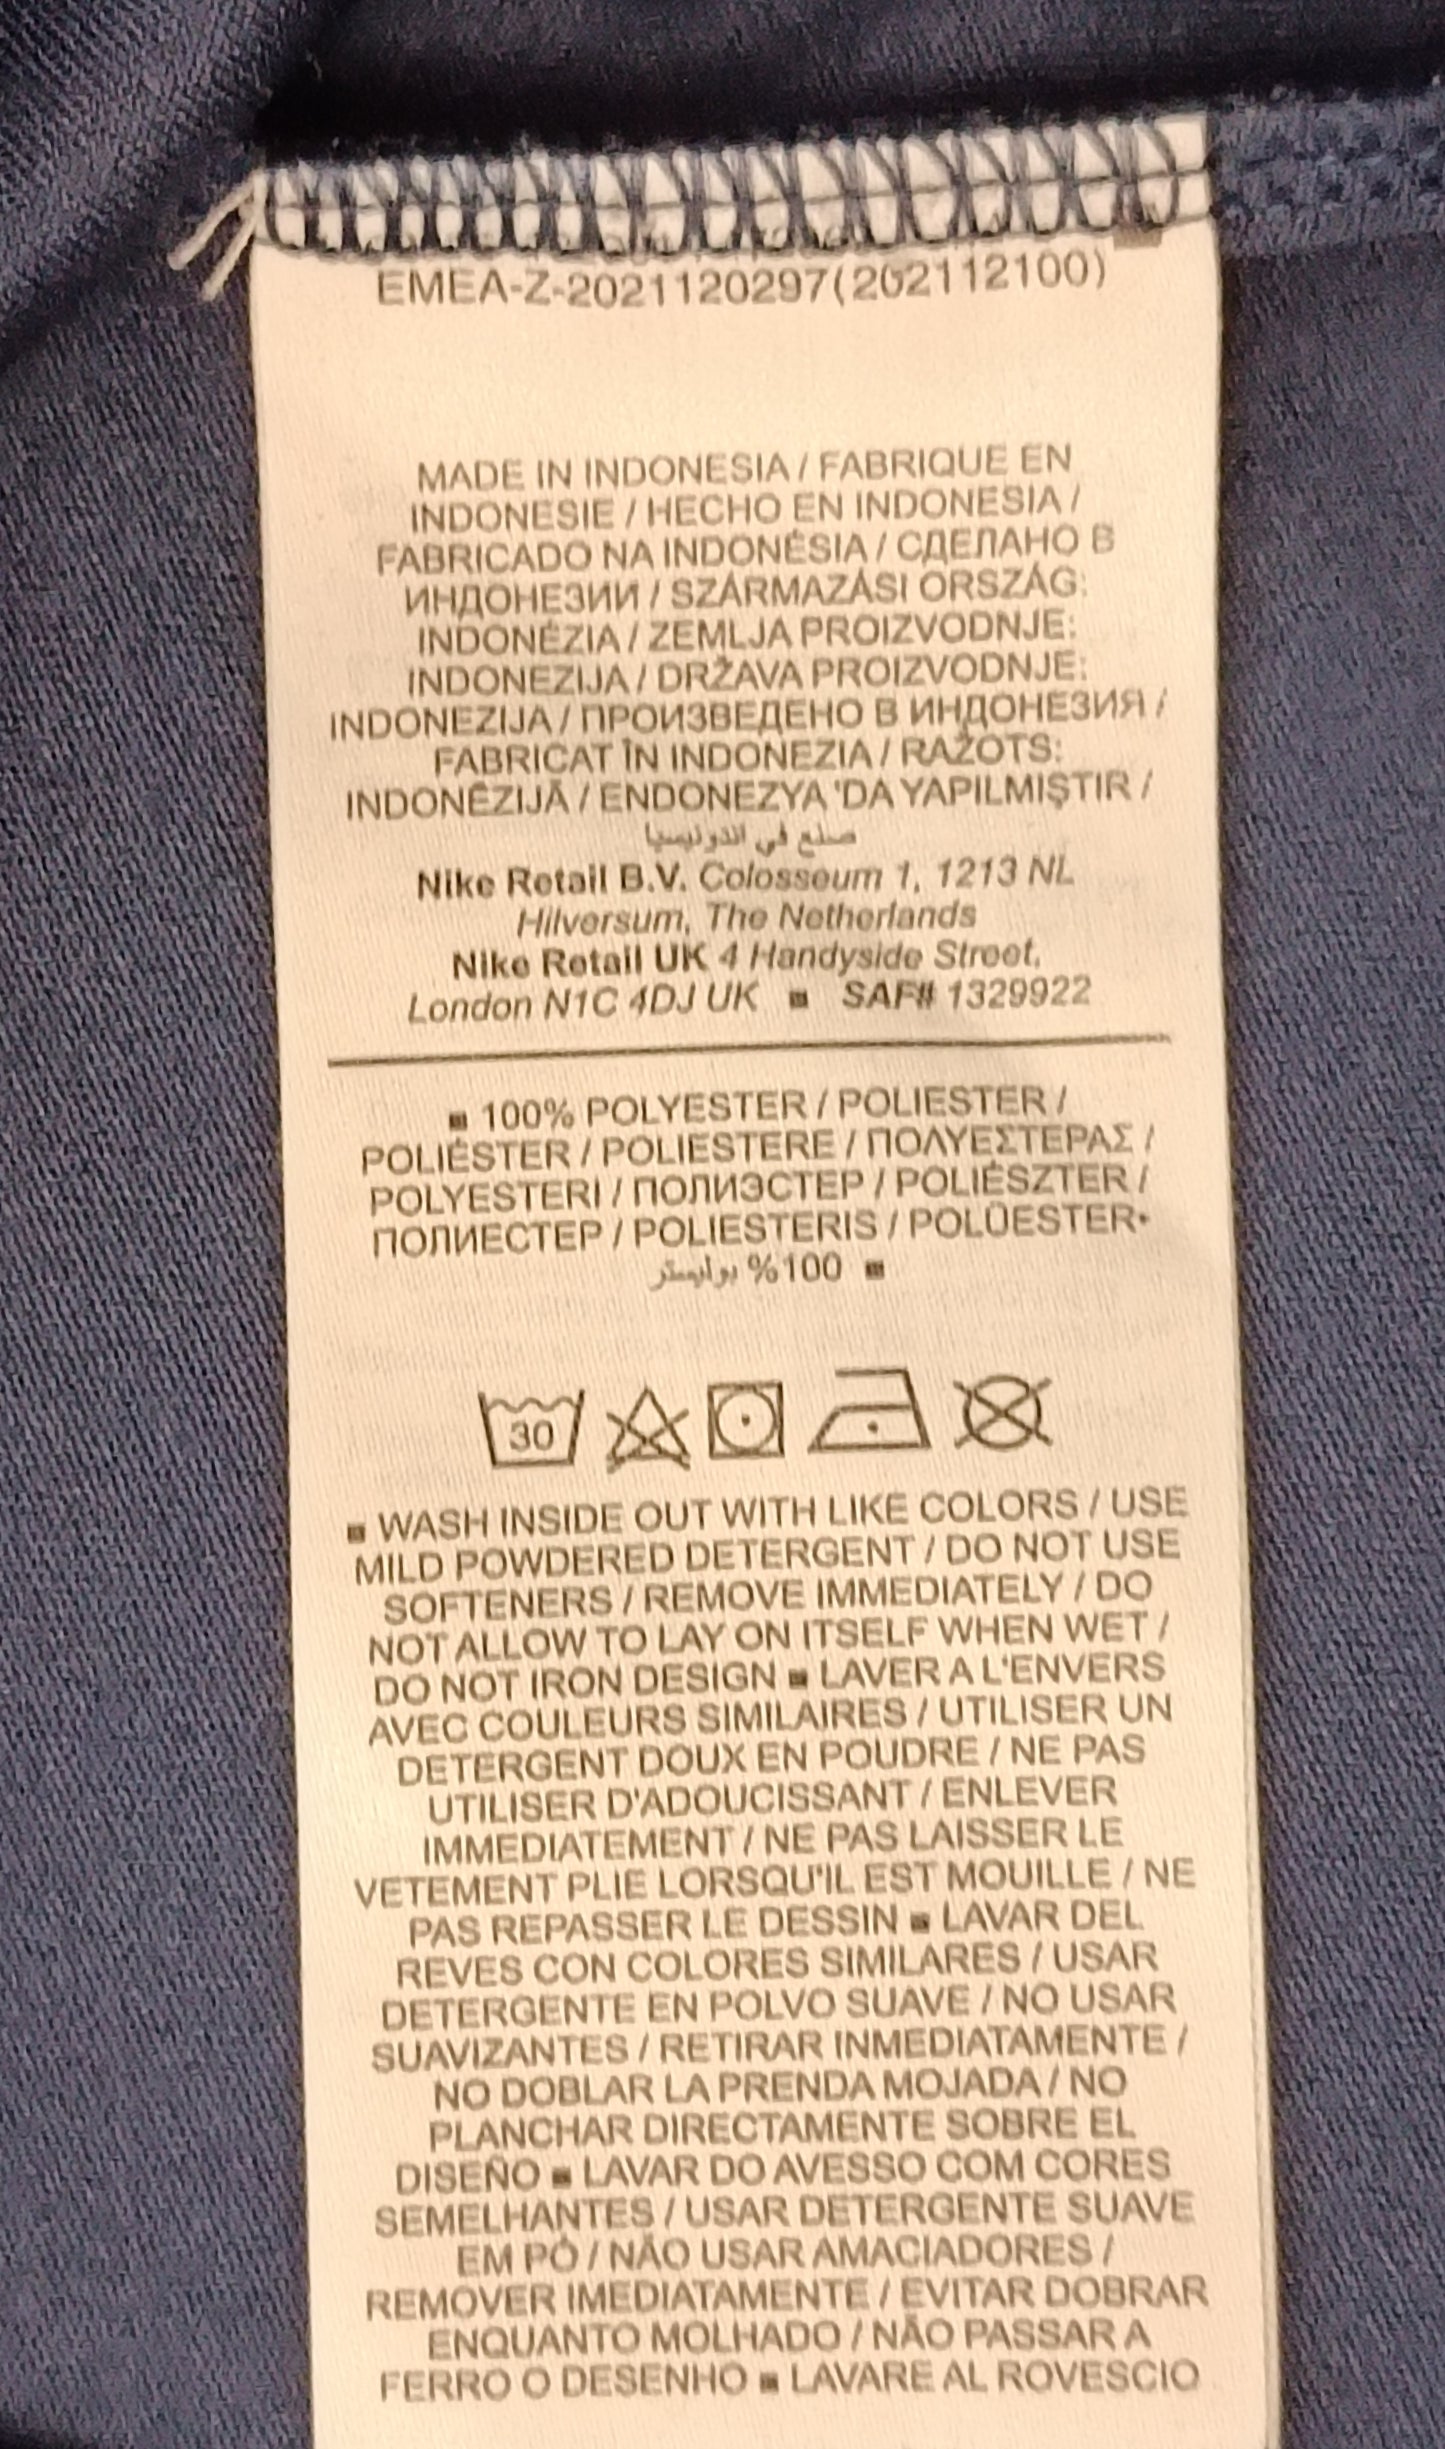 EMEA-Z-2021120297(202112100)
MADE IN INDONESIA / FABRIQUE EN
INDONESIE / HECHO EN INDONESIA /
FABRICADO NA INDONÉSIA / СДЕЛАНО В
ИНДОНЕЗИИ / SZÁRMAZÁSI ORSZÁG:
INDONÉZIA / ZEMLJA PROIZVODNJE:
INDONEZIJA / DRŽAVA PROIZVODNJE:
INDONEZIJA / ПРОИЗВЕДЕНО В ИНДОНЕЗИЯ /
FABRICAT ÎN INDONEZIA / RAŽOTS:
INDONĒZIJĀ / ENDONEZYA 'DA YAPILMIŞTIR /
صنع في اندونيسيا
Nike Retail B.V. Colosseum 1, 1213 NL
Hilversum, The Netherlands
Nike Retail UK 4 Handyside Street,
London N1C 4DJ UK ■ SAF# 1329922
■ 100% POLYESTER / POLIESTER /
POLIÉSTER / POLIESTERE / ΠΟΛΥΕΣΤΕΡΑΣ /
POLYESTERI / ПОЛИЭСТЕР / POLIÉSZTER /
ПОЛИЕСТЕР / POLIESTERIS / POLÜESTER•
100% بوليستر ■
30
■ WASH INSIDE OUT WITH LIKE COLORS / USE
MILD POWDERED DETERGENT / DO NOT USE
SOFTENERS / REMOVE IMMEDIATELY / DO
NOT ALLOW TO LAY ON ITSELF WHEN WET /
DO NOT IRON DESIGN ■ LAVER A L'ENVERS
AVEC COULEURS SIMILAIRES / UTILISER UN
DETERGENT DOUX EN POUDRE / NE PAS
UTILISER D'ADOUCISSANT / ENLEVER
IMMEDIATEMENT / NE PAS LAISSER LE
VETEMENT PLIE LORSQU'IL EST MOUILLE / NE
PAS REPASSER LE DESSIN ■ LAVAR DEL
REVES CON COLORES SIMILARES / USAR
DETERGENTE EN POLVO SUAVE / NO USAR
SUAVIZANTES / RETIRAR INMEDIATAMENTE /
NO DOBLAR LA PRENDA MOJADA / NO
PLANCHAR DIRECTAMENTE SOBRE EL
DISEÑO ■ LAVAR DO AVESSO COM CORES
SEMELHANTES / USAR DETERGENTE SUAVE
EM PÓ / NÃO USAR AMACIADORES /
REMOVER IMEDIATAMENTE / EVITAR DOBRAR
ENQUANTO MOLHADO / NÃO PASSAR A
FERRO O DESENHO ■ LAVARE AL ROVESCIO